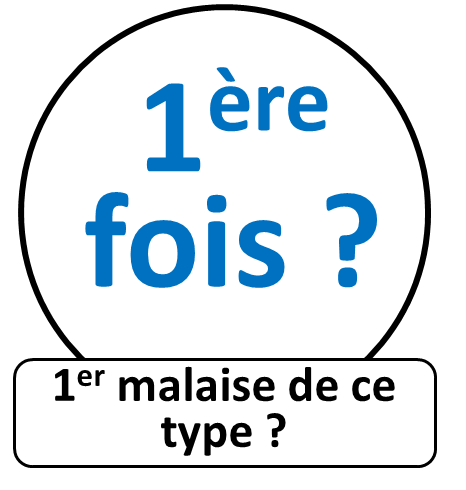 1ère
fois ?
1er malaise de ce
type ?